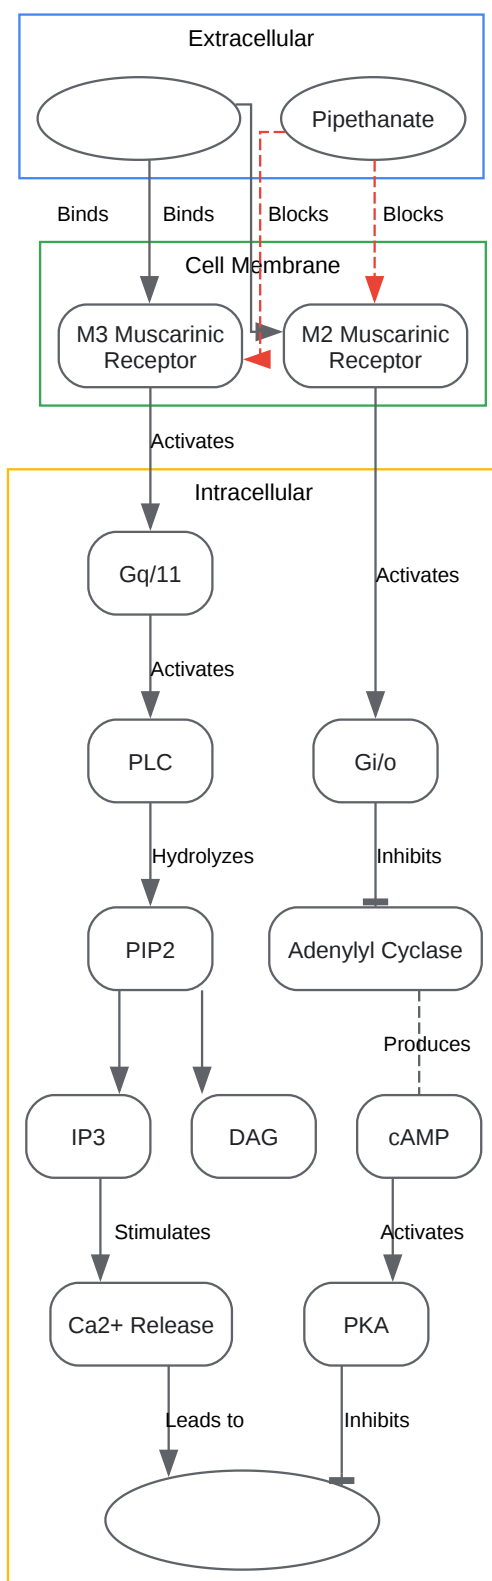 Extracellular
Pipethanate
Binds
Binds
Blocks
Blocks
Cell Membrane
M3 Muscarinic
Receptor
M2 Muscarinic
Receptor
Activates
Intracellular
Gq/11
Activates
Activates
PLC
Gi/o
Hydrolyzes
Inhibits
PIP2
Adenylyl Cyclase
Produces
IP3
DAG
cAMP
Stimulates
Activates
Ca2+ Release
PKA
Leads to
Inhibits